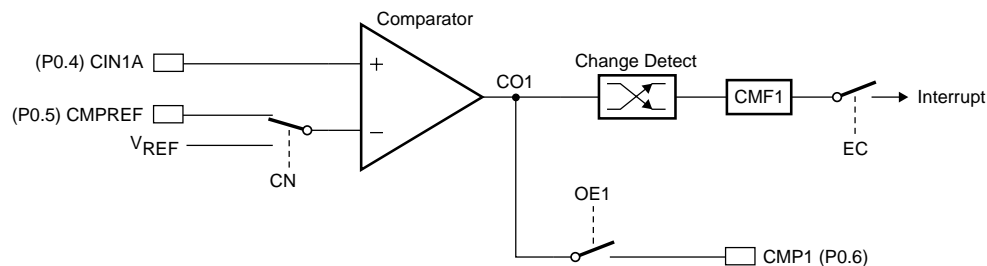 Comparator
(P0.4) CIN1A
+
Change Detect
CO1
CMF1
Interrupt
(P0.5) CMPREF
−
VREF
EC
CN
OE1
CMP1 (P0.6)